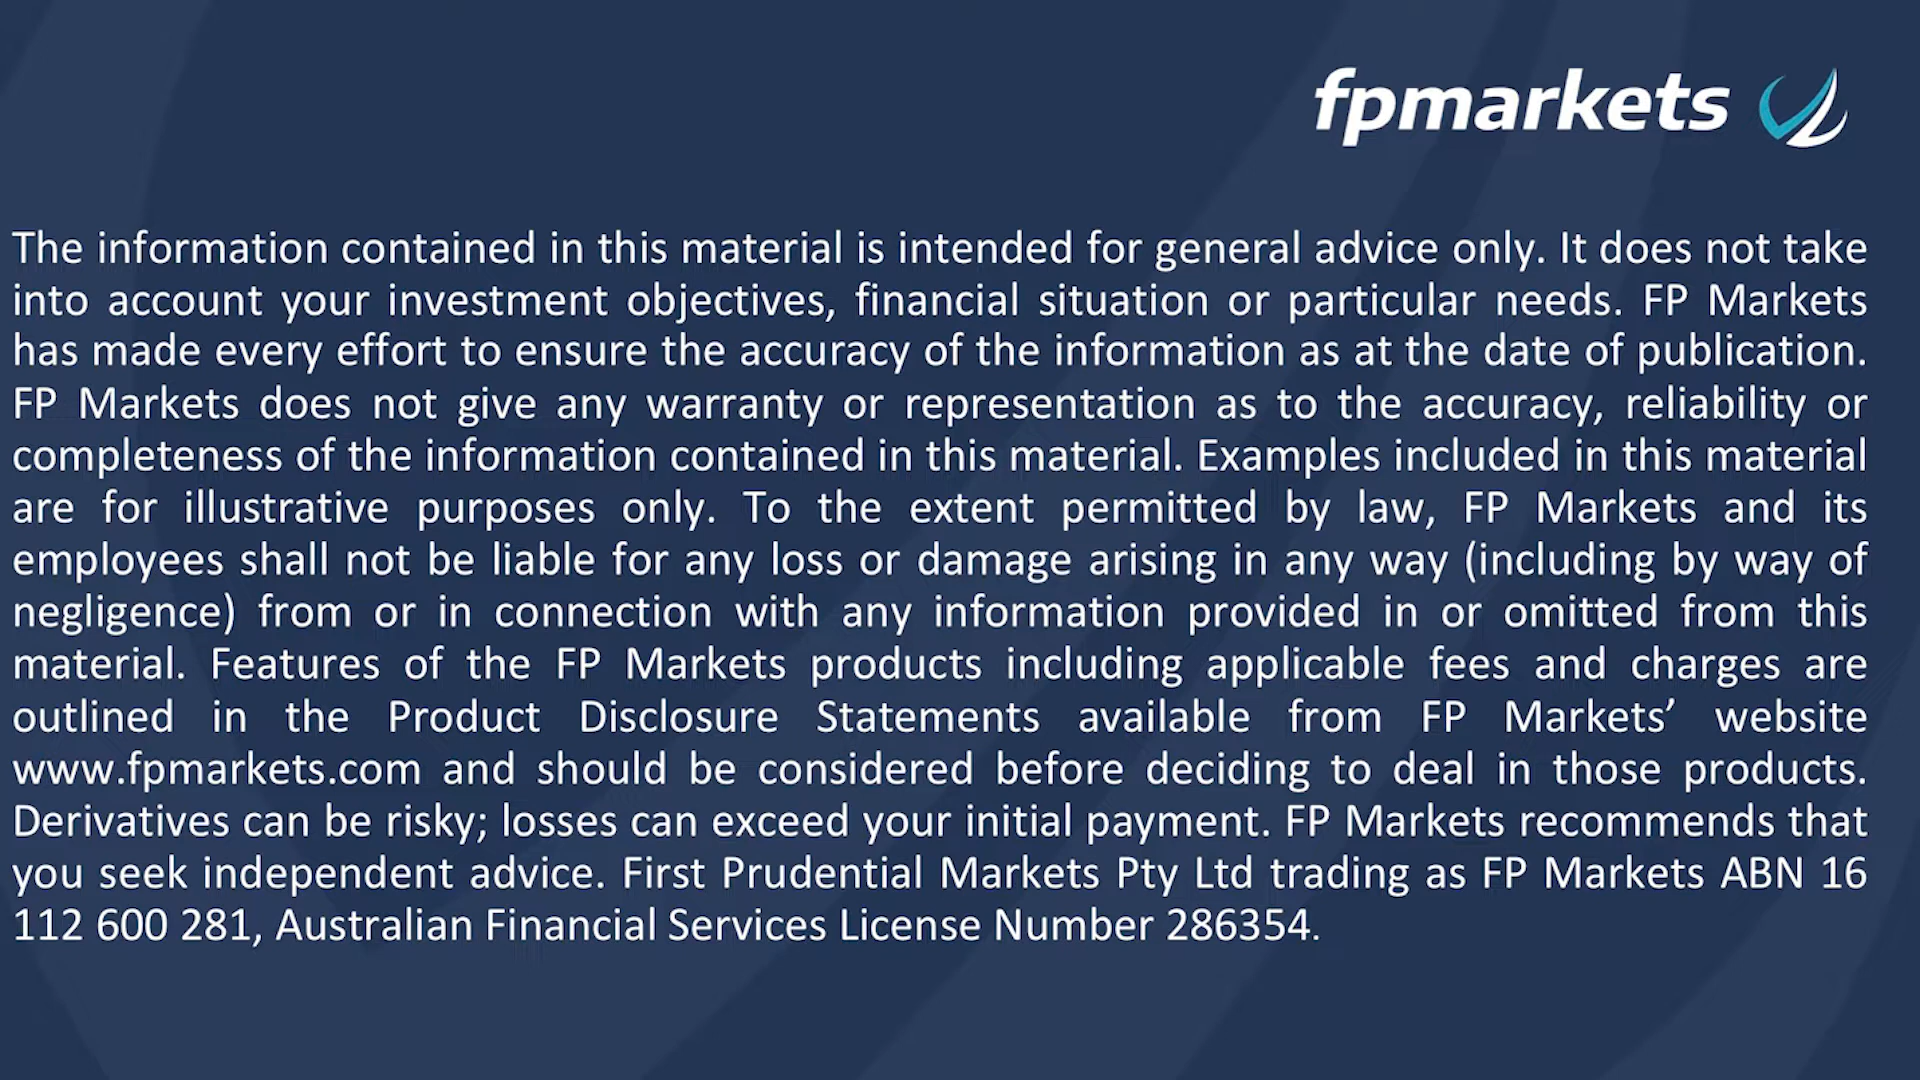 fpmarkets
The information contained in this material is intended for general advice only. It does not take
into account your investment objectives, financial situation or particular needs. FP Markets
has made every effort to ensure the accuracy of the information as at the date of publication.
FP Markets does not give any warranty or representation as to the accuracy, reliability or
completeness of the information contained in this material. Examples included in this material
are for illustrative purposes only. To the extent permitted by law, FP Markets and its
employees shall not be liable for any loss or damage arising in any way (including by way of
negligence) from or in connection with any information provided in or omitted from this
material. Features of the FP Markets products including applicable fees and charges are
outlined in the Product Disclosure Statements available from FP Markets’ website
www.fpmarkets.com and should be considered before deciding to deal in those products.
Derivatives can be risky; losses can exceed your initial payment. FP Markets recommends that
you seek independent advice. First Prudential Markets Pty Ltd trading as FP Markets ABN 16
112 600 281, Australian Financial Services License Number 286354.